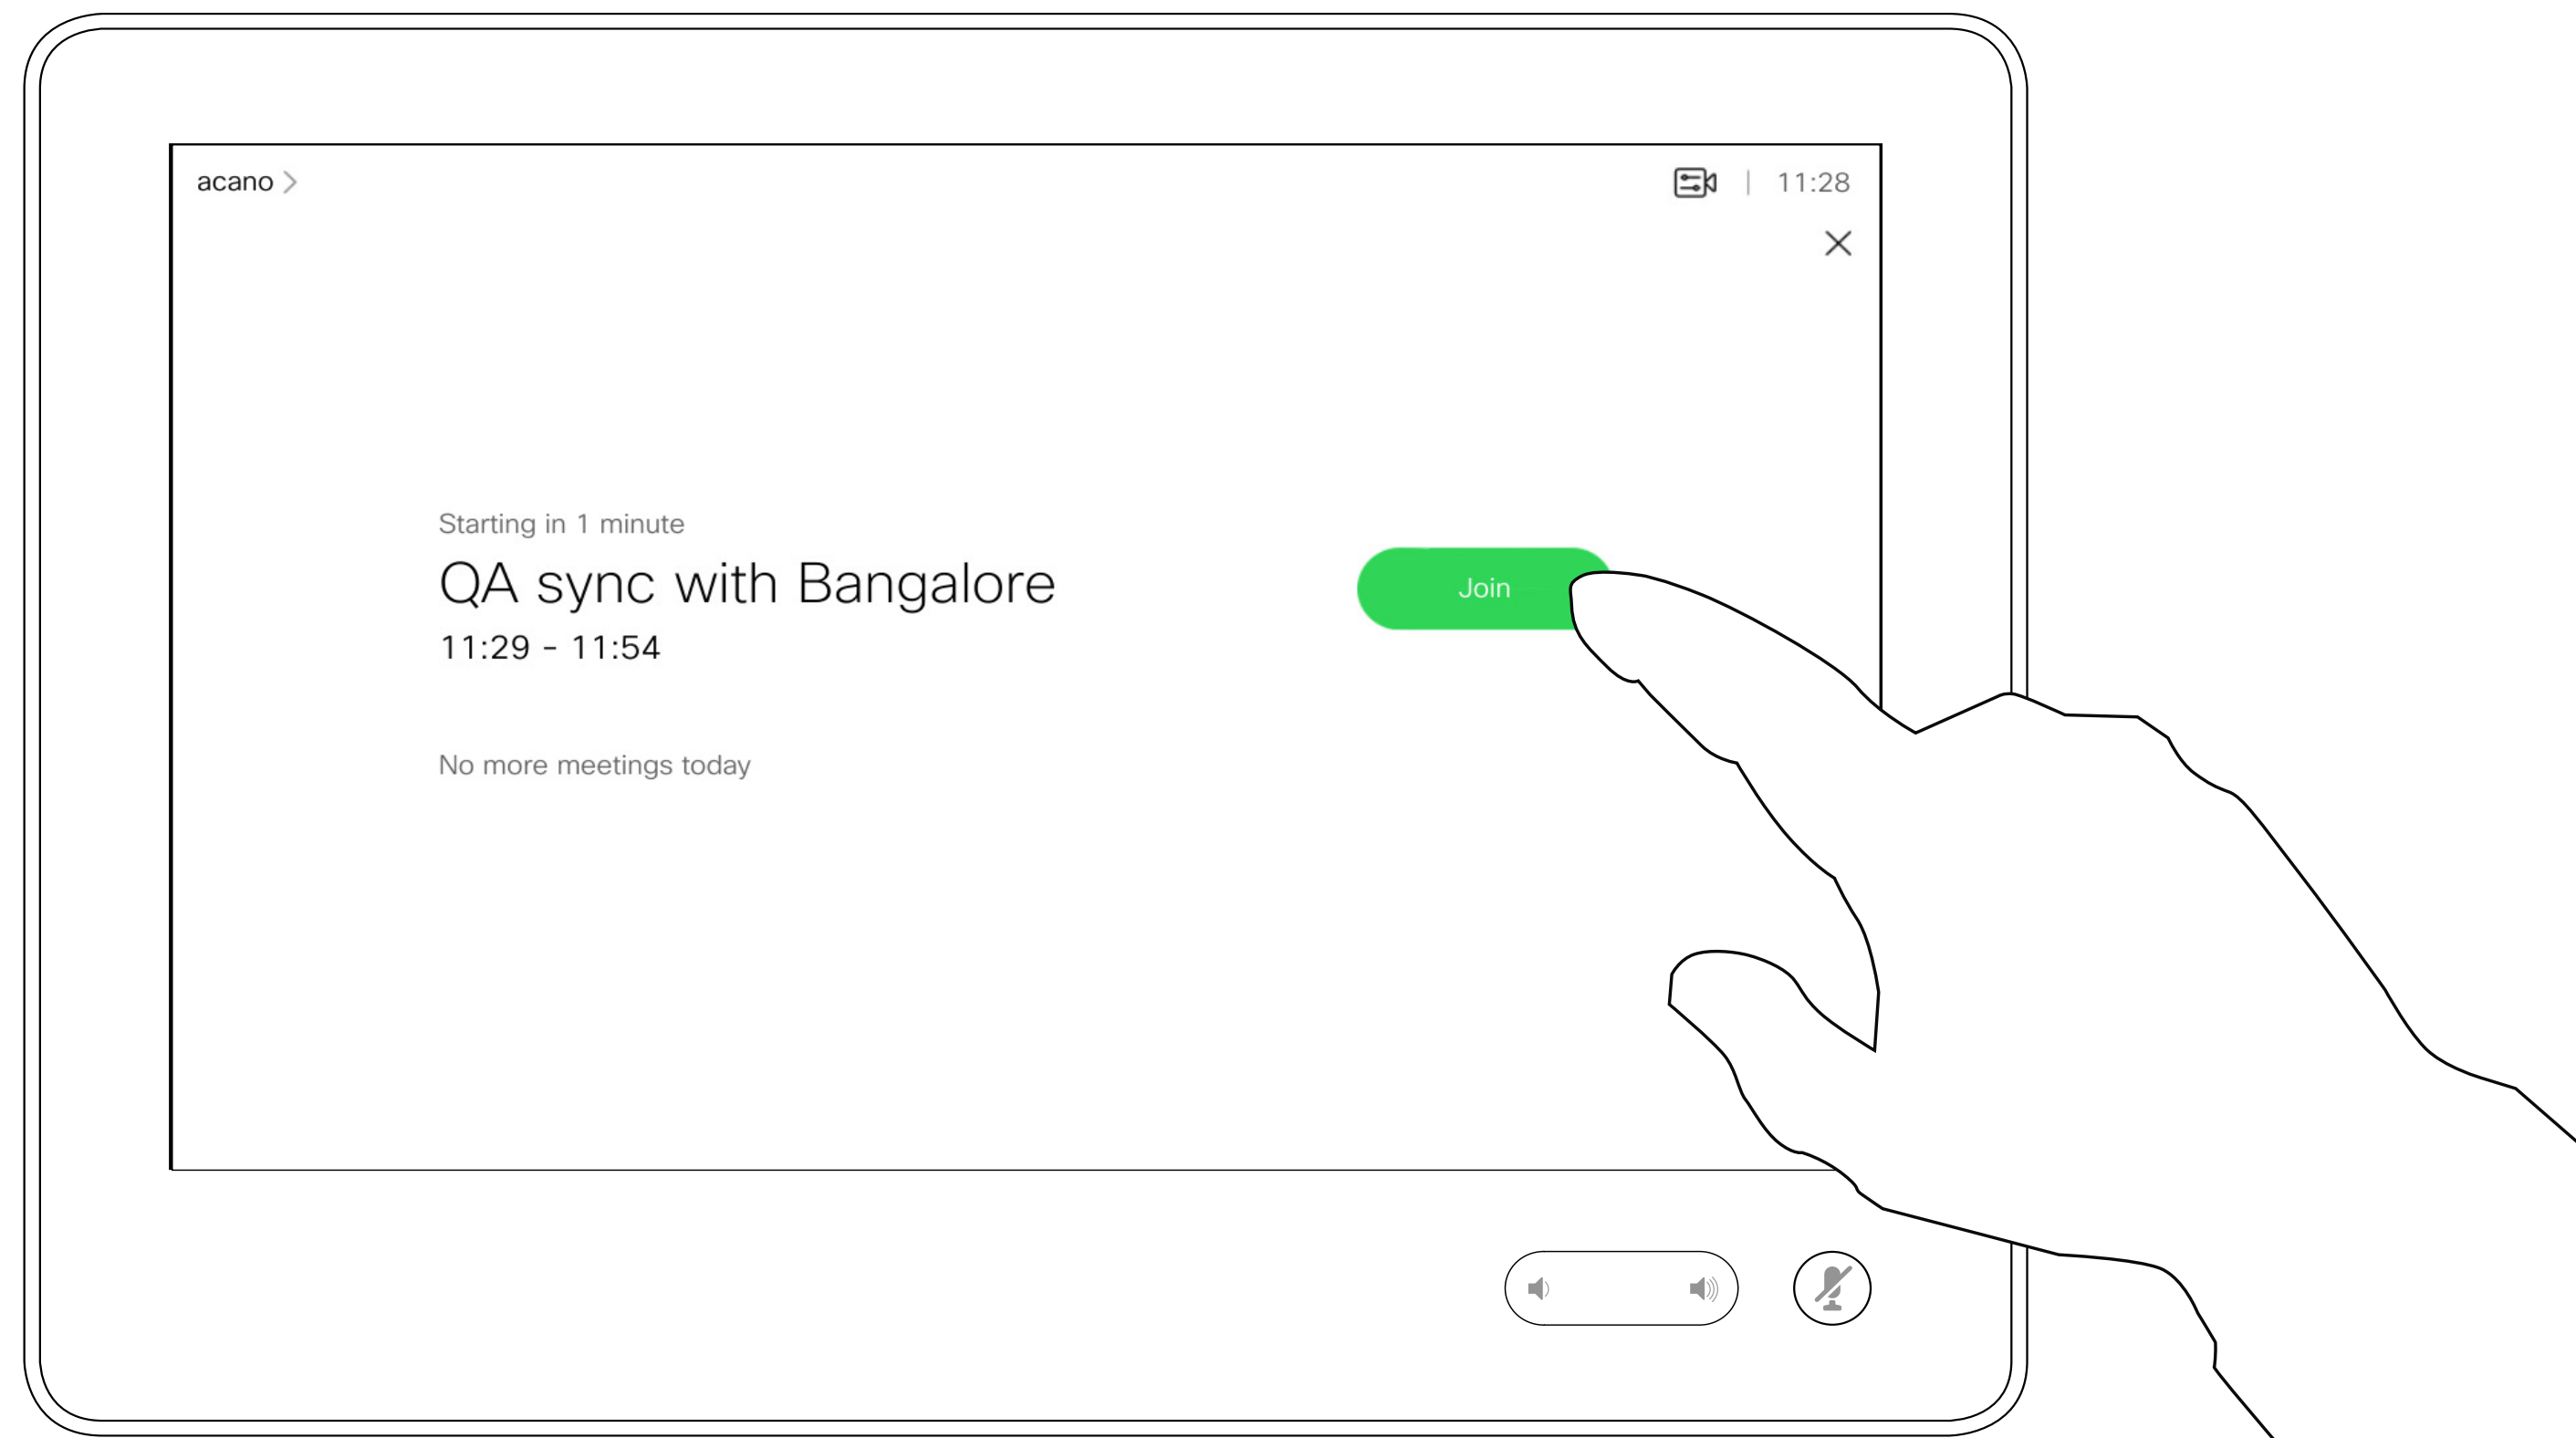 acano
11:28
Starting in 1 minute
QA sync with Bangalore
11:29 - 11:54
Join
No more meetings today